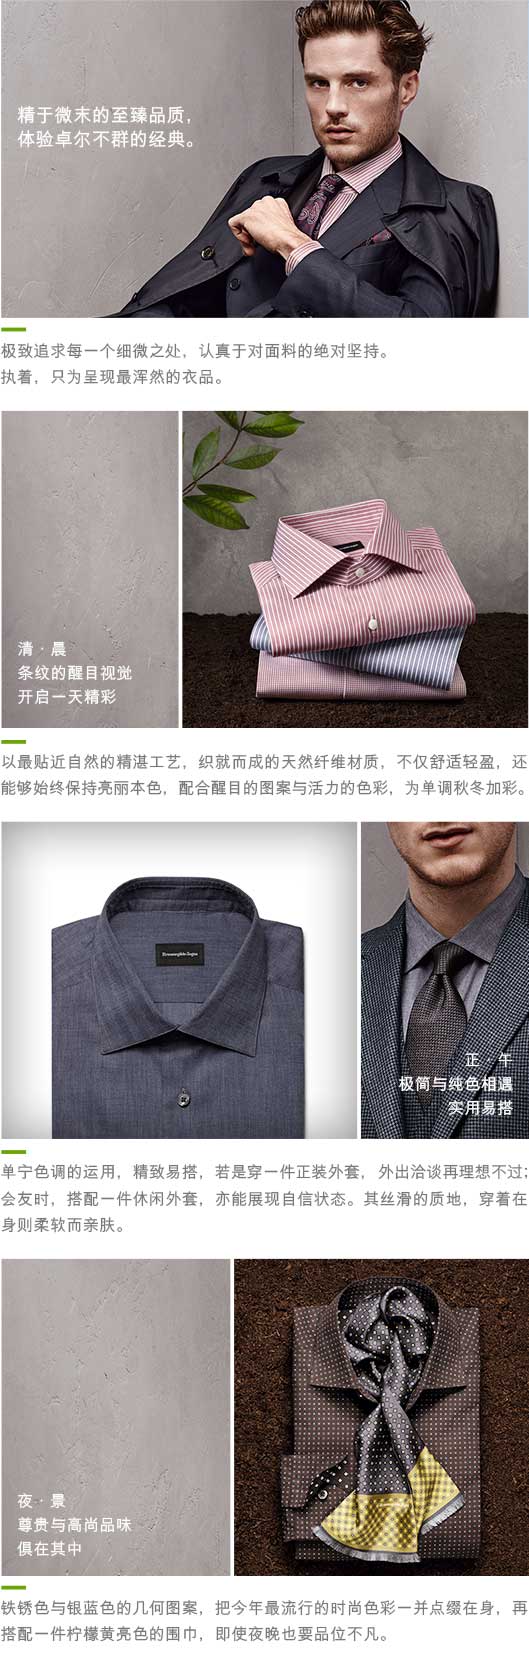 精于微末的至臻品质，
体验卓尔不群的经典。
极致追求每一个细微之处，认真于对面料的绝对坚持。
执着，只为呈现最浑然的衣品。
清·晨
条纹的醒目视觉
开启一天精彩
以最贴近自然的精湛工艺，织就而成的天然纤维材质，不仅舒适轻盈，还
能够始终保持亮丽本色，配合醒目的图案与活力的色彩，为单调秋冬加彩。
Ermenegildo Zegna
正·午
极简与纯色相遇
实用易搭
单宁色调的运用，精致易搭，若是穿一件正装外套，外出洽谈再理想不过；
会友时，搭配一件休闲外套，亦能展现自信状态。其丝滑的质地，穿着在
身则柔软而亲肤。
夜·景
尊贵与高尚品味
俱在其中
铁锈色与银蓝色的几何图案，把今年最流行的时尚色彩一并点缀在身，再
搭配一件柠檬黄亮色的围巾，即使夜晚也要品位不凡。